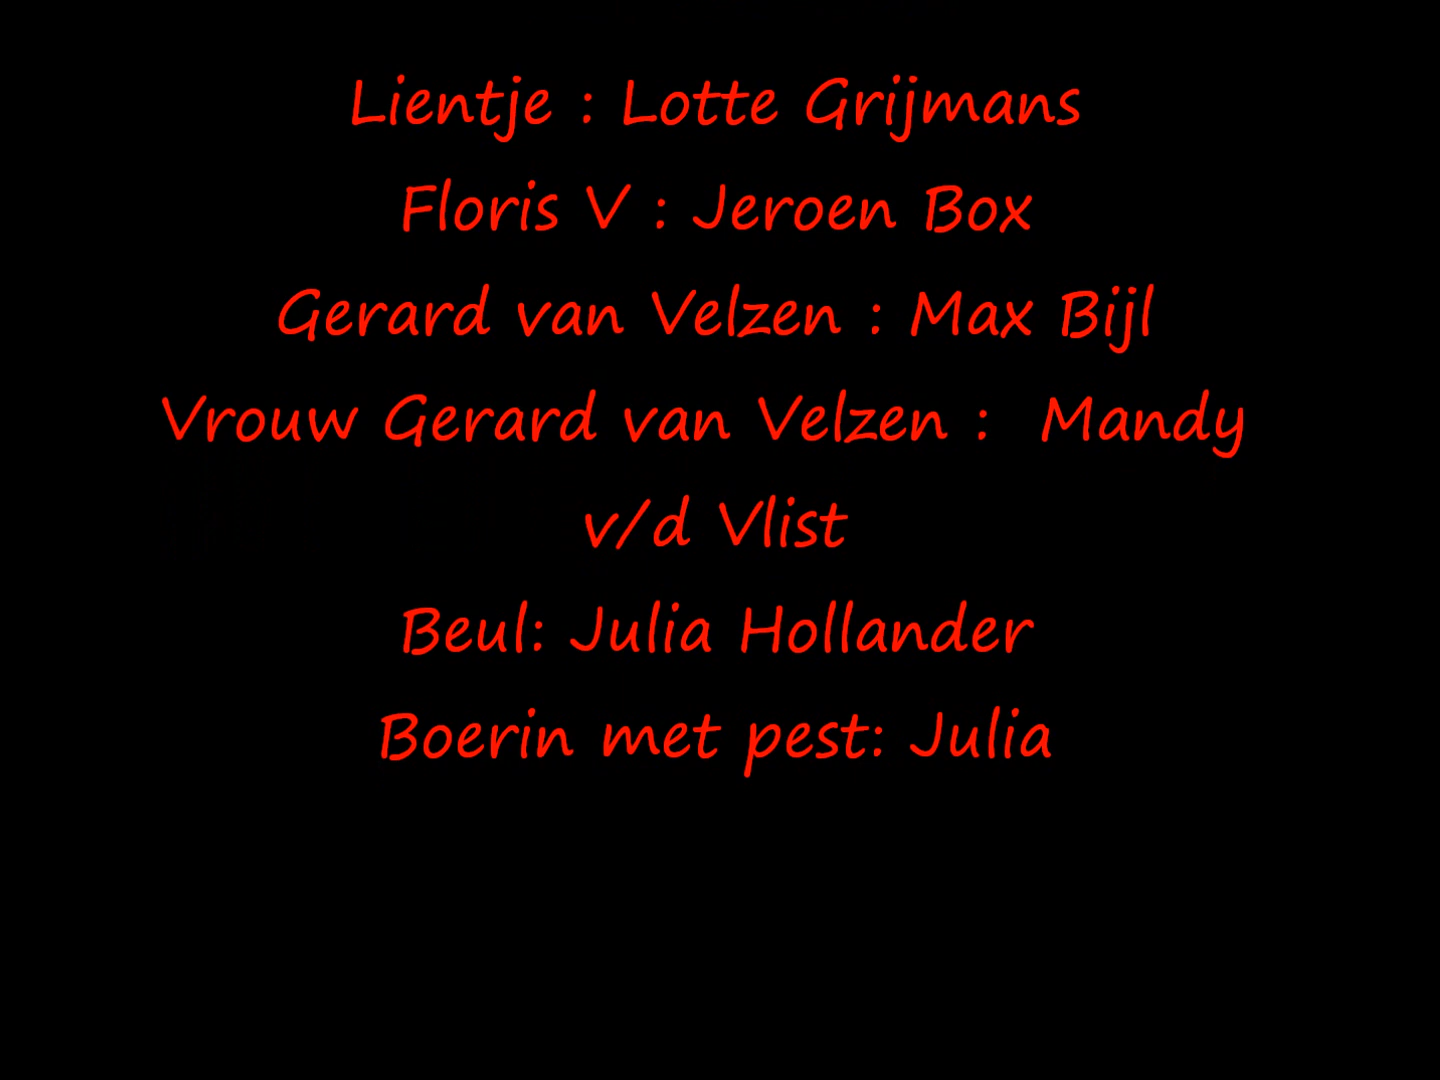 Lientje : Lotte Grijmans
Floris V : Jeroen Box
Gerard van Velzen : Max Bijl
Vrouw Gerard van Velzen :  Mandy
v/d Vlist
Beul: Julia Hollander
Boerin met pest: Julia